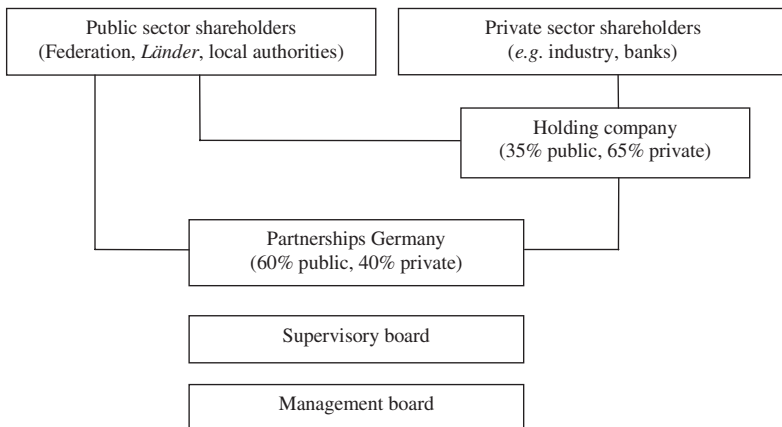 Public sector shareholders
(Federation, Länder, local authorities)
Private sector shareholders
(e.g. industry, banks)
Holding company
(35% public, 65% private)
Partnerships Germany
(60% public, 40% private)
Supervisory board
Management board